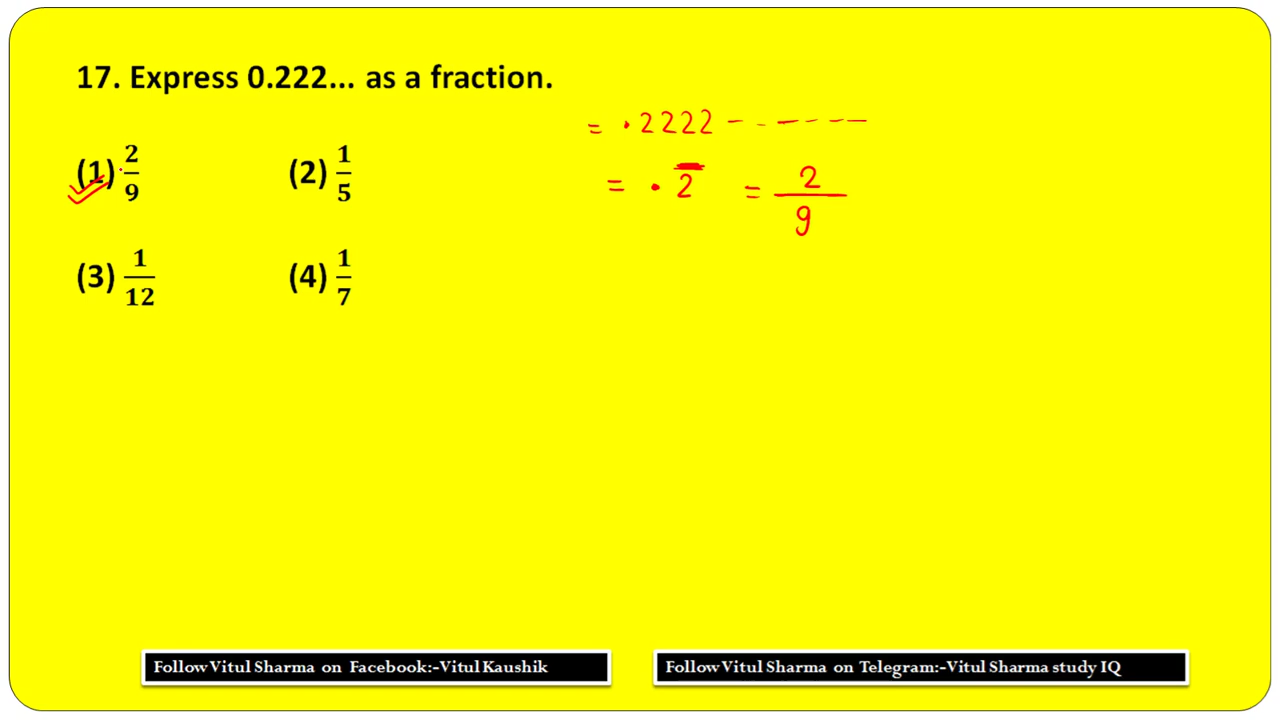 17. Express 0.222... as a fraction.
= .2222 -------
(1) 2/9 (2) 1/5
= .2̅ = 2/9
(3) 1/12 (4) 1/7
Follow Vitul Sharma on Facebook:-Vitul Kaushik
Follow Vitul Sharma on Telegram:-Vitul Sharma study IQ